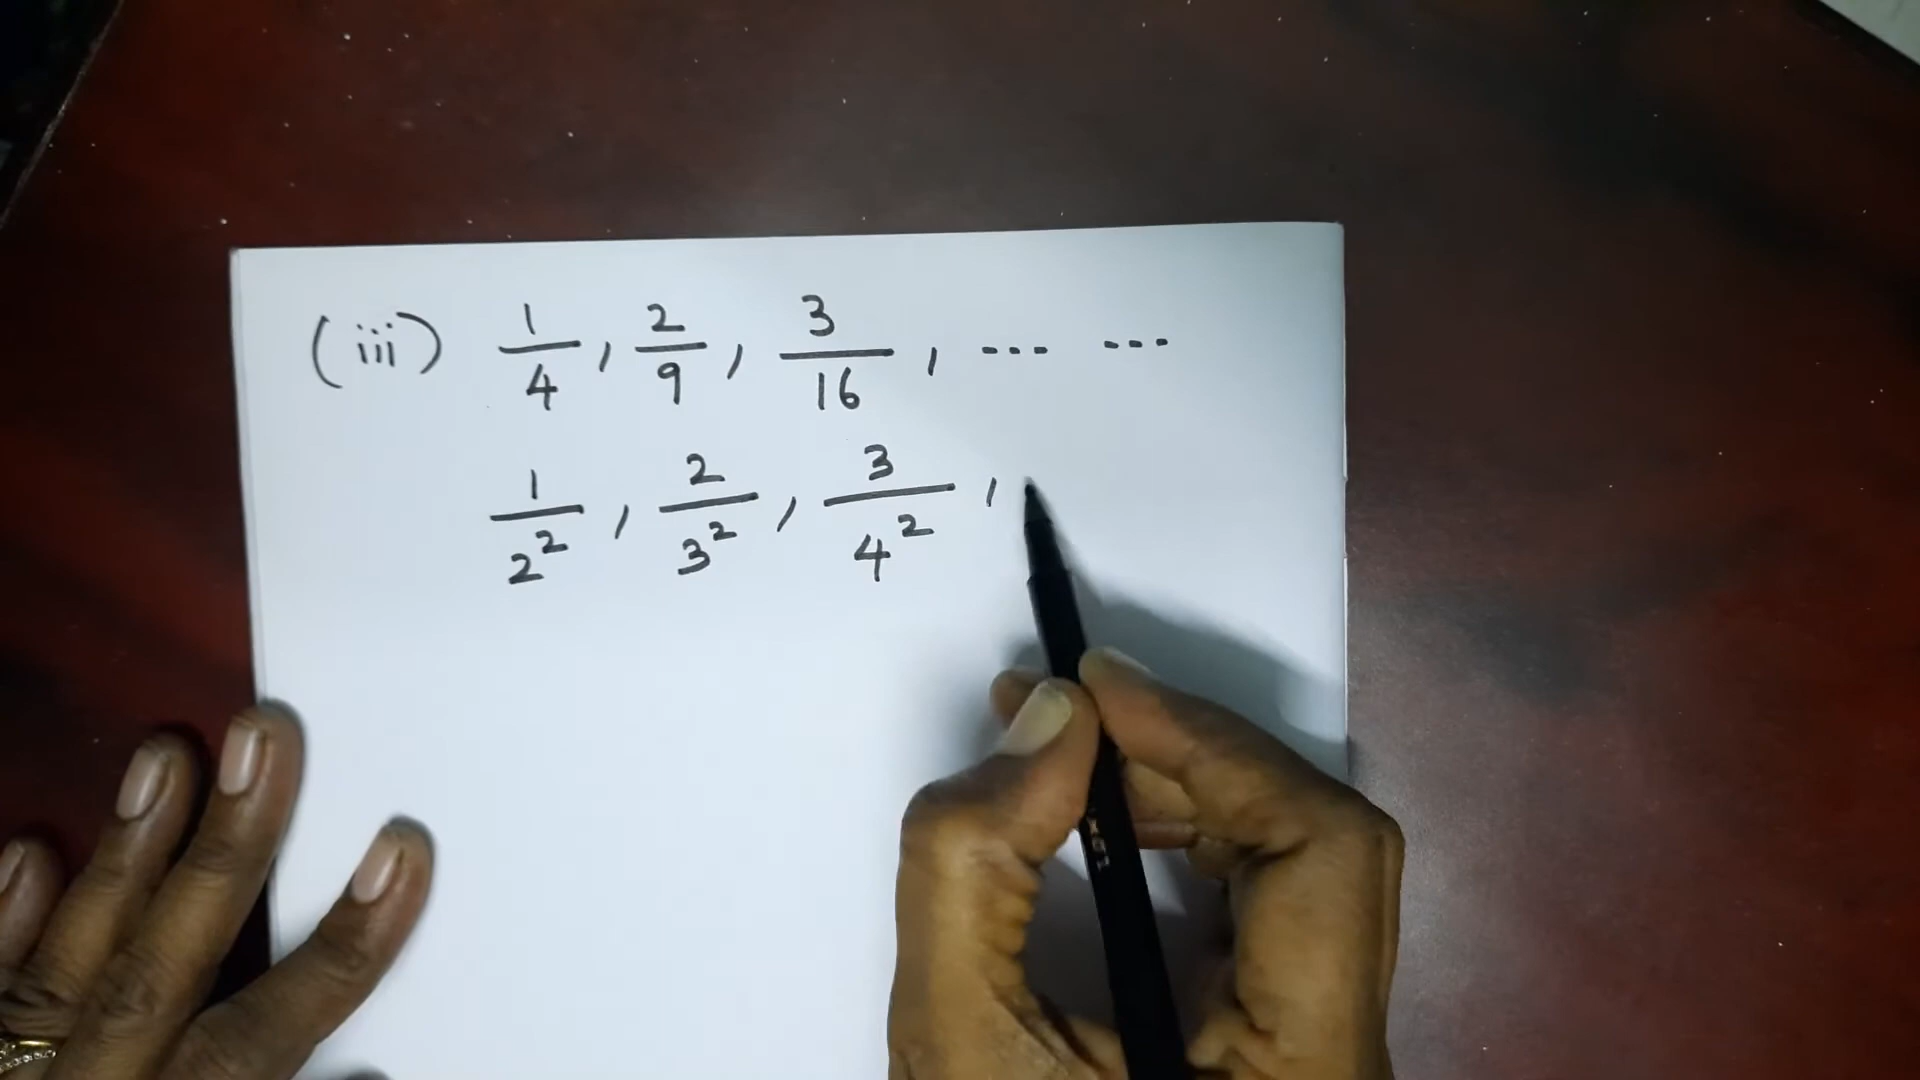 (iii) 1/4, 2/9, 3/16, ... ...
1/2², 2/3², 3/4²,